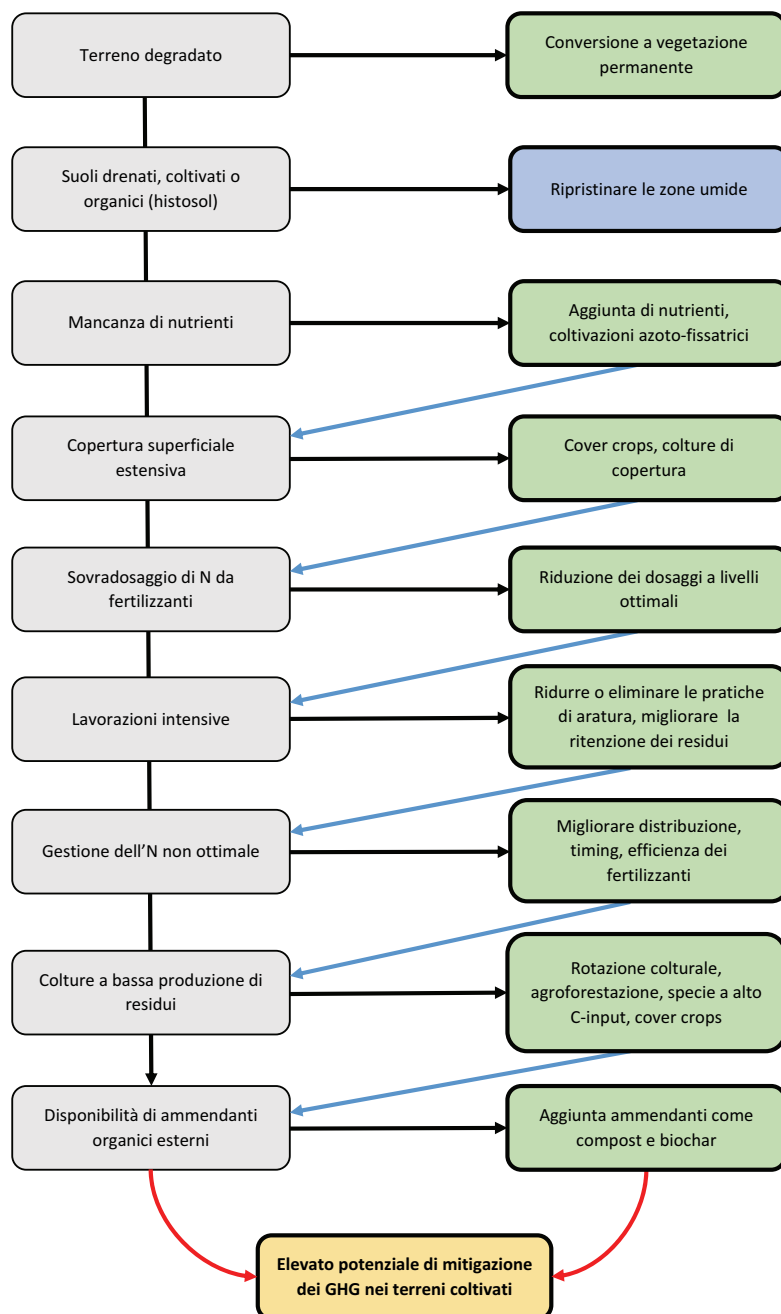 Terreno degradato
Conversione a vegetazione
permanente
Suoli drenati, coltivati o
organici (histosol)
Ripristinare le zone umide
Mancanza di nutrienti
Aggiunta di nutrienti,
coltivazioni azoto-fissatrici
Copertura superficiale
estensiva
Cover crops, colture di
copertura
Sovradosaggio di N da
fertilizzanti
Riduzione dei dosaggi a livelli
ottimali
Lavorazioni intensive
Ridurre o eliminare le pratiche
di aratura, migliorare la
ritenzione dei residui
Gestione dell’N non ottimale
Migliorare distribuzione,
timing, efficienza dei
fertilizzanti
Colture a bassa produzione di
residui
Rotazione colturale,
agroforestazione, specie a alto
C-input, cover crops
Disponibilità di ammendanti
organici esterni
Aggiunta ammendanti come
compost e biochar
Elevato potenziale di mitigazione
dei GHG nei terreni coltivati